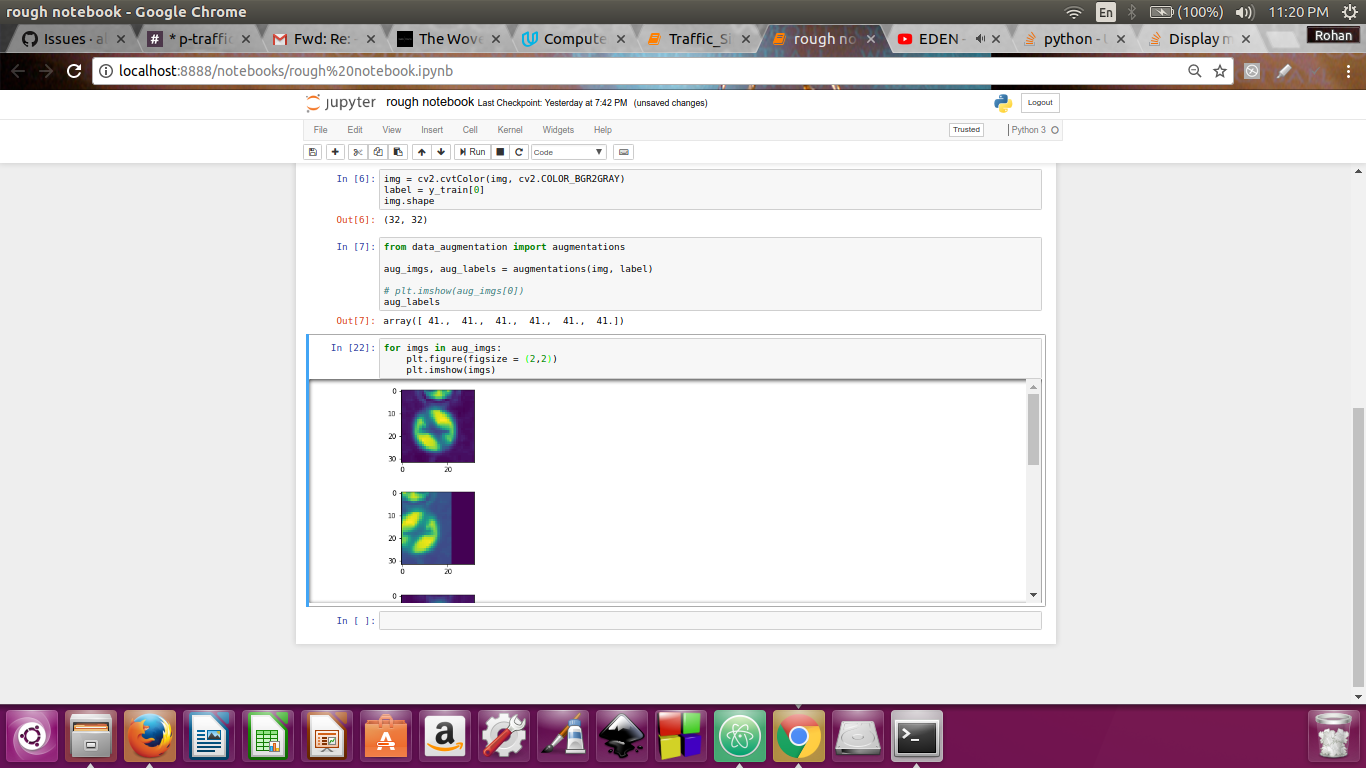 rough notebook - Google Chrome
En (100%) 11:20 PM
Issues · al
* p-traffic
Fwd: Re: -
The Wove
Compute
Traffic_Si
rough no
EDEN -
python -
Display m
Rohan
localhost:8888/notebooks/rough%20notebook.ipynb
jupyter rough notebook Last Checkpoint: Yesterday at 7:42 PM (unsaved changes) Logout
File Edit View Insert Cell Kernel Widgets Help Trusted Python 3
Run Code
In [6]: img = cv2.cvtColor(img, cv2.COLOR_BGR2GRAY)
label = y_train[0]
img.shape
Out[6]: (32, 32)
In [7]: from data_augmentation import augmentations
aug_imgs, aug_labels = augmentations(img, label)
# plt.imshow(aug_imgs[0])
aug_labels
Out[7]: array([ 41., 41., 41., 41., 41., 41.])
In [22]: for imgs in aug_imgs:
plt.figure(figsize = (2,2))
plt.imshow(imgs)
0
10
20
30
0 20
0
10
20
30
0 20
0
In [ ]: